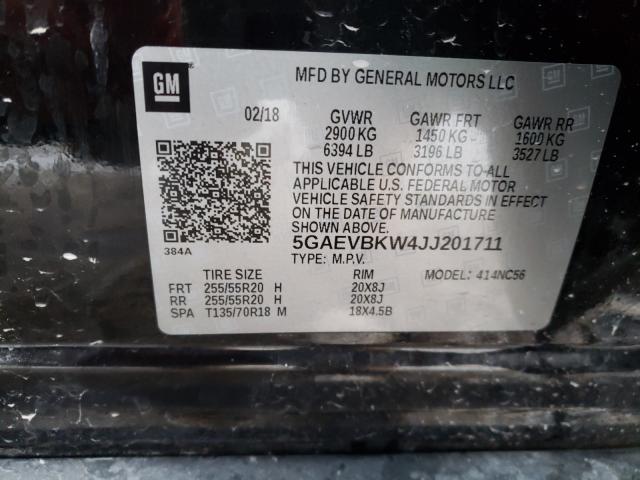 GM
MFD BY GENERAL MOTORS LLC
02/18 GVWR GAWR FRT GAWR RR
2900 KG 1450 KG 1600 KG
6394 LB 3196 LB 3527 LB
THIS VEHICLE CONFORMS TO ALL
APPLICABLE U.S. FEDERAL MOTOR
VEHICLE SAFETY STANDARDS IN EFFECT
ON THE DATE OF MANUFACTURE
SHOWN ABOVE.
384A 5GAEVBKW4JJ201711
TYPE: M.P.V. MODEL: 414NC56
TIRE SIZE RIM
FRT 255/55R20 H 20X8J
RR 255/55R20 H 20X8J
SPA T135/70R18 M 18X4.5B